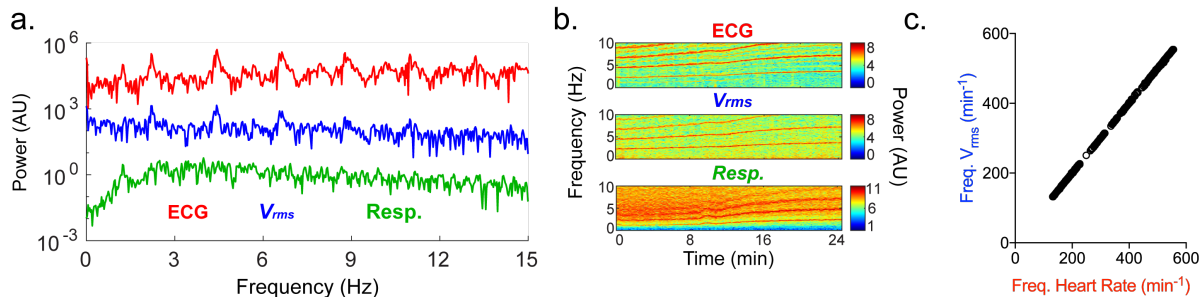 a.
Power (AU)
10^6
10^3
10^0
10^-3
ECG
V_rms
Resp.
0 3 6 9 12 15
Frequency (Hz)
b.
ECG
10
5
0
8
4
0
V_rms
10
5
0
8
4
0
Resp.
10
5
0
11
6
1
Frequency (Hz)
Power (AU)
0 8 16 24
Time (min)
c.
Freq. V_rms (min^-1)
600
400
200
0
0 200 400 600
Freq. Heart Rate (min^-1)